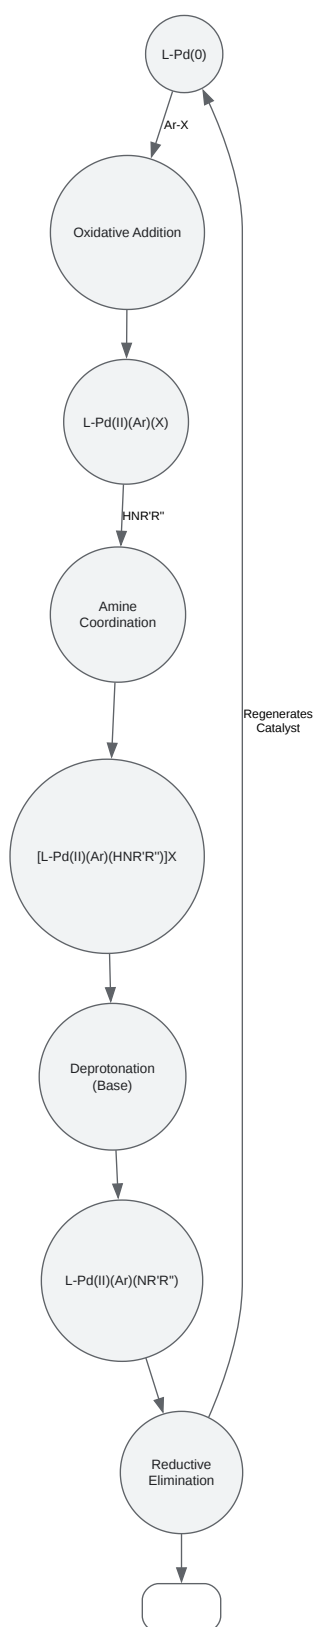 L-Pd(0)
Ar-X
Oxidative Addition
L-Pd(II)(Ar)(X)
HNR'R"
Amine
Coordination
Regenerates
Catalyst
[L-Pd(II)(Ar)(HNR'R")]X
Deprotonation
(Base)
L-Pd(II)(Ar)(NR'R")
Reductive
Elimination